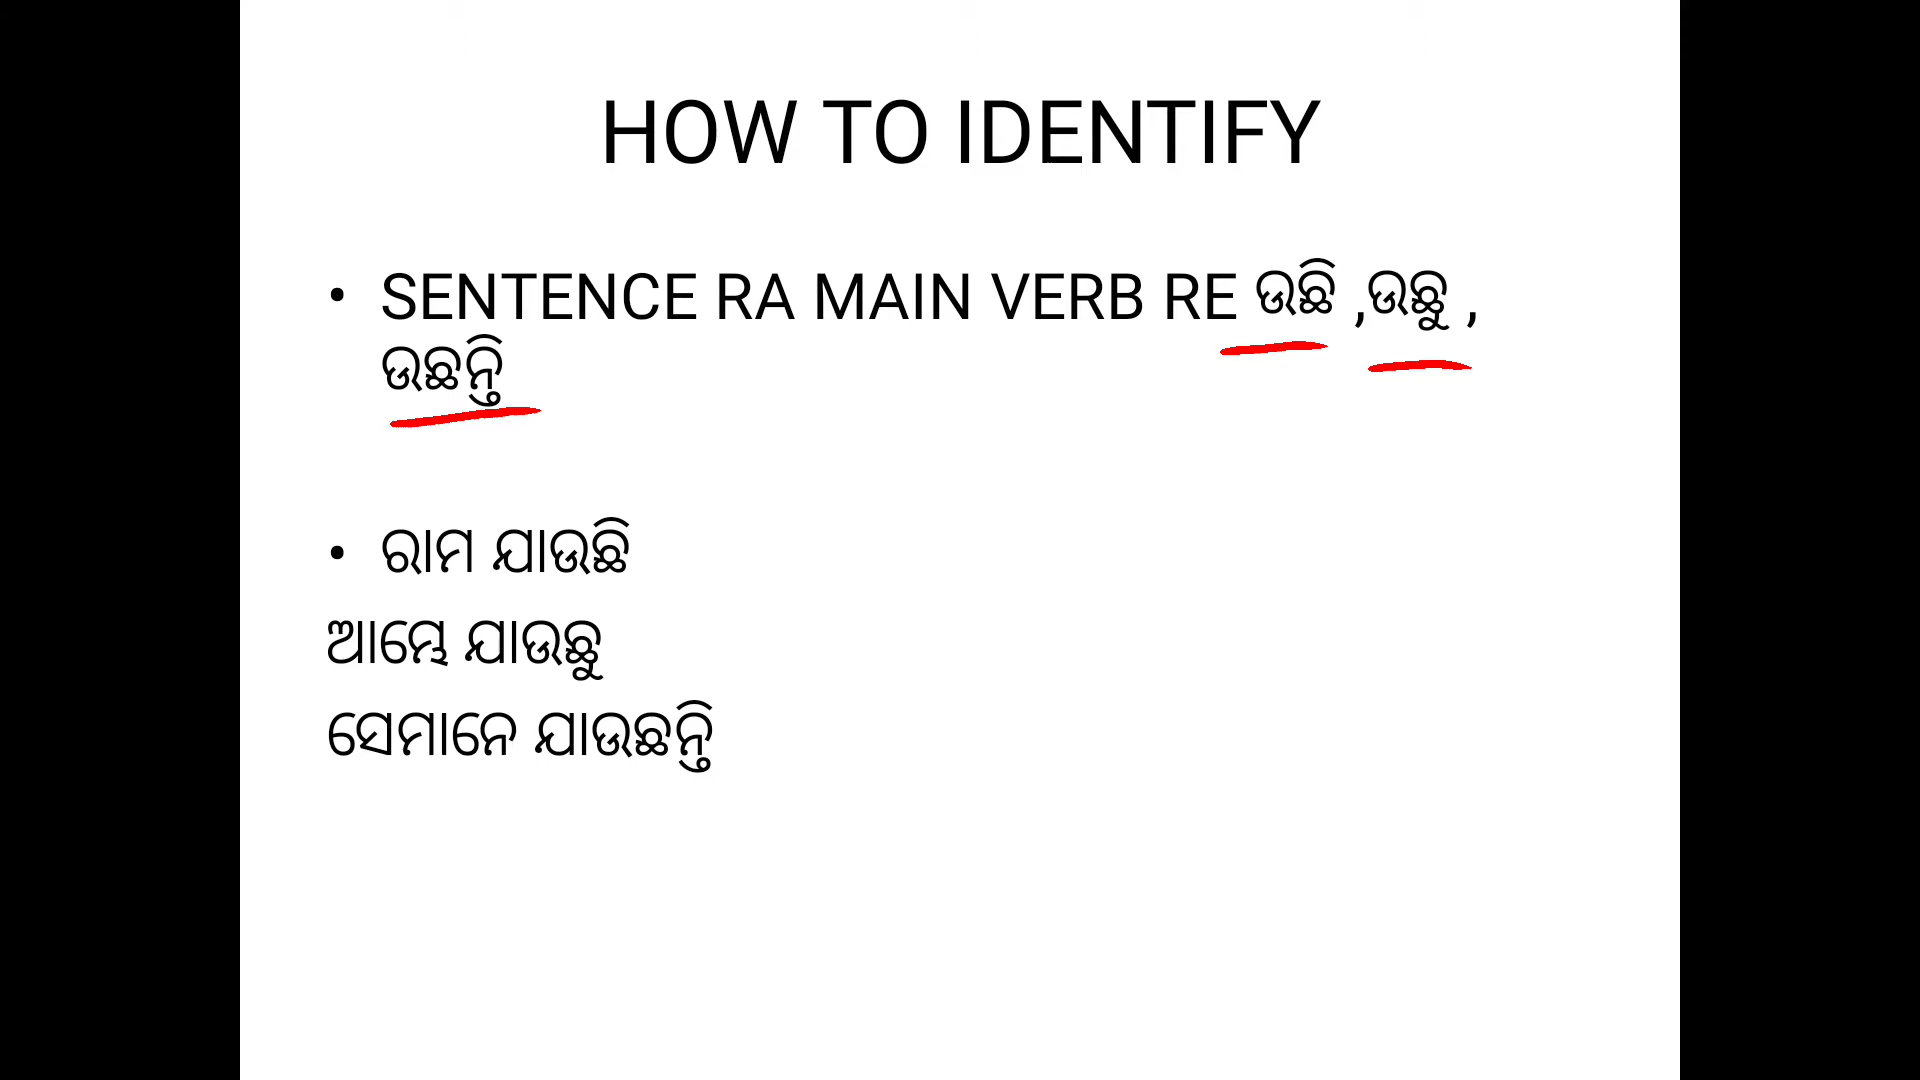 HOW TO IDENTIFY
• SENTENCE RA MAIN VERB RE ଉଛି ,ଉଛୁ ,
ଉଛନ୍ତି
• ରାମ ଯାଉଛି
ଆମ୍ଭେ ଯାଉଛୁ
ସେମାନେ ଯାଉଛନ୍ତି